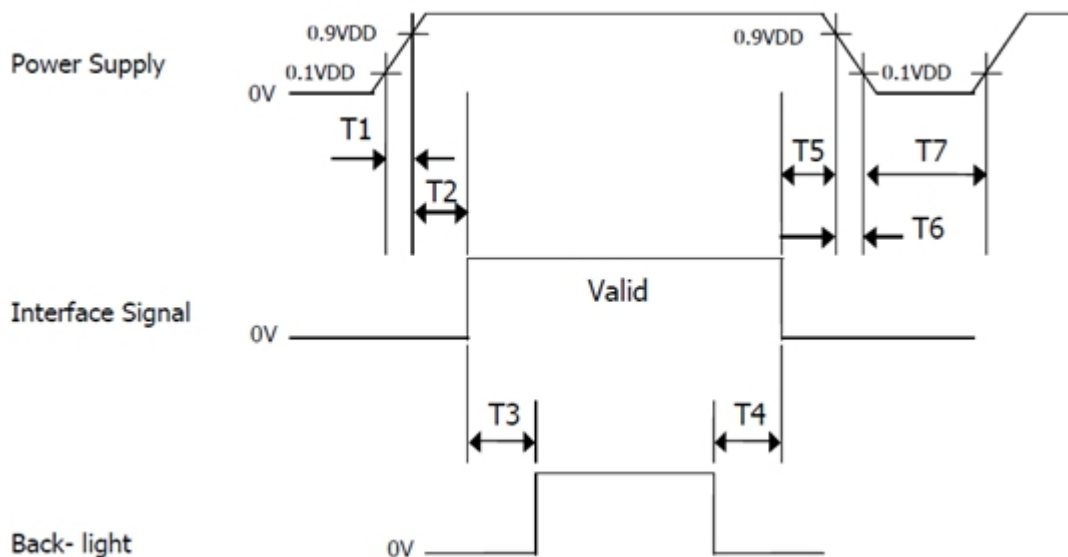 0.9VDD
0.9VDD
Power Supply
0.1VDD
0.1VDD
0V
T1
T5
T7
T2
T6
Valid
Interface Signal
0V
T3
T4
Back- light
0V